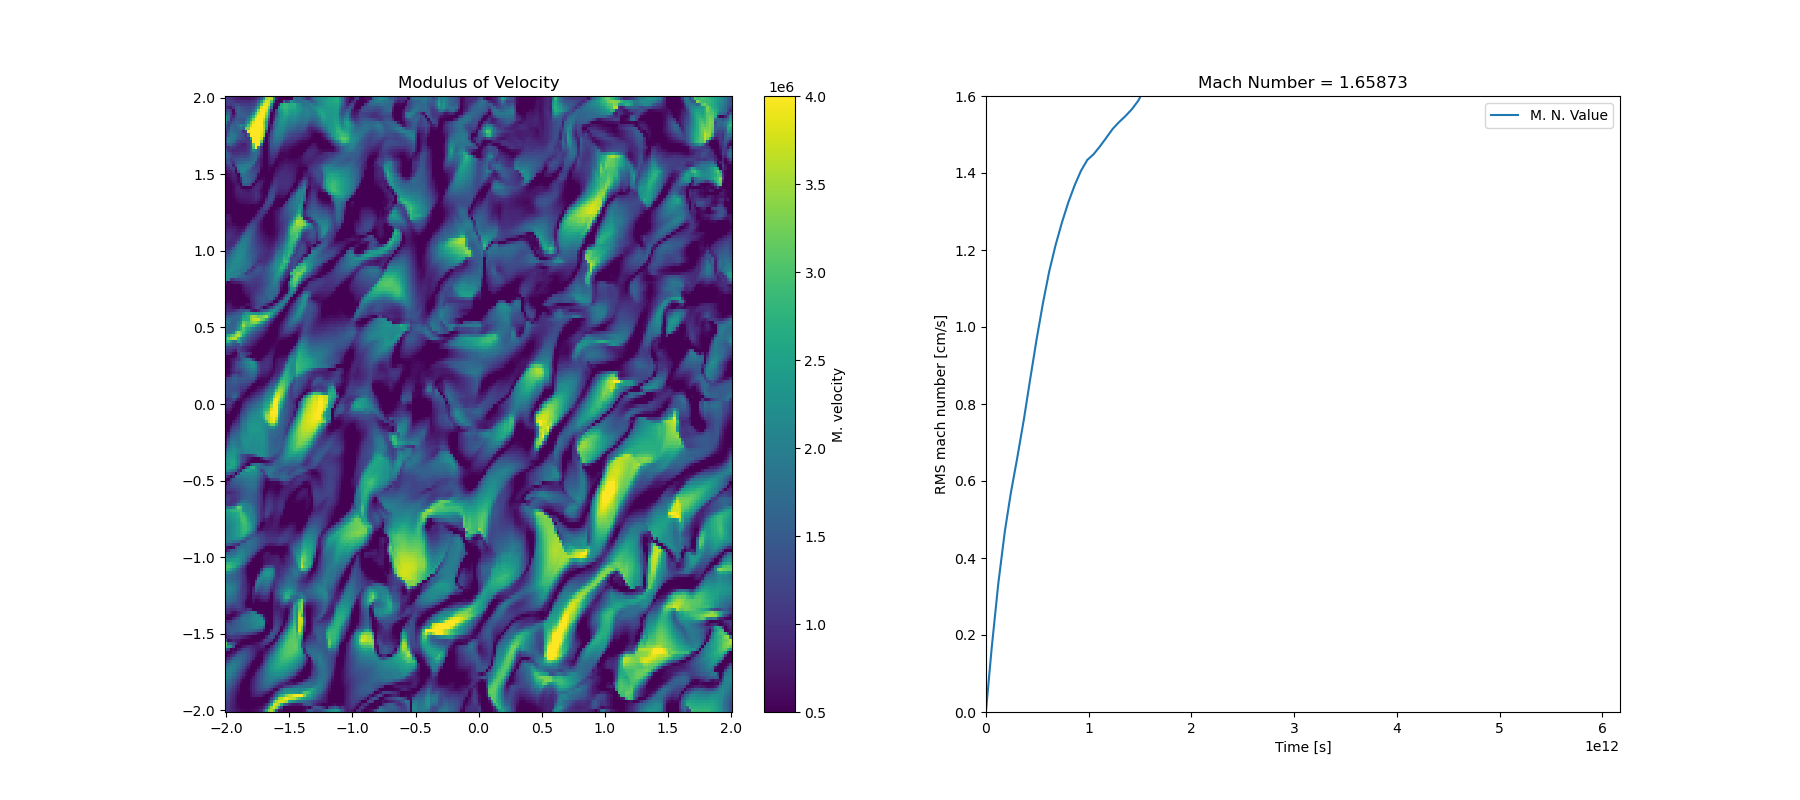 Modulus of Velocity
2.0
1.5
1.0
0.5
0.0
−0.5
−1.0
−1.5
−2.0
−2.0 −1.5 −1.0 −0.5 0.0 0.5 1.0 1.5 2.0
1e6
4.0
3.5
3.0
2.5
2.0
1.5
1.0
0.5
M. velocity
Mach Number = 1.65873
M. N. Value
RMS mach number [cm/s]
1.6
1.4
1.2
1.0
0.8
0.6
0.4
0.2
0.0
0 1 2 3 4 5 6
1e12
Time [s]